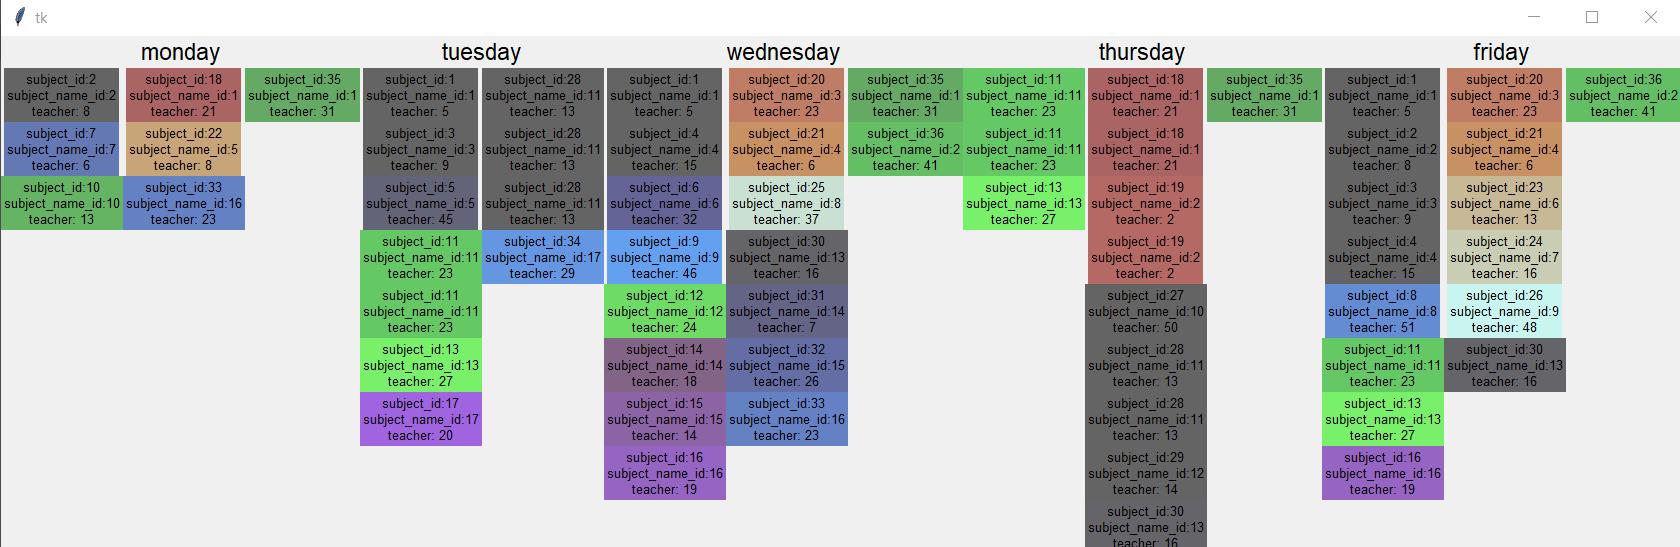 tk
monday
subject_id:2
subject_name_id:2
teacher: 8
subject_id:7
subject_name_id:7
teacher: 6
subject_id:10
subject_name_id:10
teacher: 13
subject_id:18
subject_name_id:1
teacher: 21
subject_id:22
subject_name_id:5
teacher: 8
subject_id:33
subject_name_id:16
teacher: 23
subject_id:35
subject_name_id:1
teacher: 31
tuesday
subject_id:1
subject_name_id:1
teacher: 5
subject_id:3
subject_name_id:3
teacher: 9
subject_id:5
subject_name_id:5
teacher: 45
subject_id:11
subject_name_id:11
teacher: 23
subject_id:11
subject_name_id:11
teacher: 23
subject_id:13
subject_name_id:13
teacher: 27
subject_id:17
subject_name_id:17
teacher: 20
subject_id:28
subject_name_id:11
teacher: 13
subject_id:28
subject_name_id:11
teacher: 13
subject_id:28
subject_name_id:11
teacher: 13
subject_id:34
subject_name_id:17
teacher: 29
wednesday
subject_id:1
subject_name_id:1
teacher: 5
subject_id:4
subject_name_id:4
teacher: 15
subject_id:6
subject_name_id:6
teacher: 32
subject_id:9
subject_name_id:9
teacher: 46
subject_id:12
subject_name_id:12
teacher: 24
subject_id:14
subject_name_id:14
teacher: 18
subject_id:15
subject_name_id:15
teacher: 14
subject_id:16
subject_name_id:16
teacher: 19
subject_id:20
subject_name_id:3
teacher: 23
subject_id:21
subject_name_id:4
teacher: 6
subject_id:25
subject_name_id:8
teacher: 37
subject_id:30
subject_name_id:13
teacher: 16
subject_id:31
subject_name_id:14
teacher: 7
subject_id:32
subject_name_id:15
teacher: 26
subject_id:33
subject_name_id:16
teacher: 23
subject_id:35
subject_name_id:1
teacher: 31
subject_id:36
subject_name_id:2
teacher: 41
thursday
subject_id:11
subject_name_id:11
teacher: 23
subject_id:11
subject_name_id:11
teacher: 23
subject_id:13
subject_name_id:13
teacher: 27
subject_id:18
subject_name_id:1
teacher: 21
subject_id:18
subject_name_id:1
teacher: 21
subject_id:19
subject_name_id:2
teacher: 2
subject_id:19
subject_name_id:2
teacher: 2
subject_id:27
subject_name_id:10
teacher: 50
subject_id:28
subject_name_id:11
teacher: 13
subject_id:28
subject_name_id:11
teacher: 13
subject_id:29
subject_name_id:12
teacher: 14
subject_id:30
subject_name_id:13
teacher: 16
subject_id:35
subject_name_id:1
teacher: 31
friday
subject_id:1
subject_name_id:1
teacher: 5
subject_id:2
subject_name_id:2
teacher: 8
subject_id:3
subject_name_id:3
teacher: 9
subject_id:4
subject_name_id:4
teacher: 15
subject_id:8
subject_name_id:8
teacher: 51
subject_id:11
subject_name_id:11
teacher: 23
subject_id:13
subject_name_id:13
teacher: 27
subject_id:16
subject_name_id:16
teacher: 19
subject_id:20
subject_name_id:3
teacher: 23
subject_id:21
subject_name_id:4
teacher: 6
subject_id:23
subject_name_id:6
teacher: 13
subject_id:24
subject_name_id:7
teacher: 16
subject_id:26
subject_name_id:9
teacher: 48
subject_id:30
subject_name_id:13
teacher: 16
subject_id:36
subject_name_id:2
teacher: 41